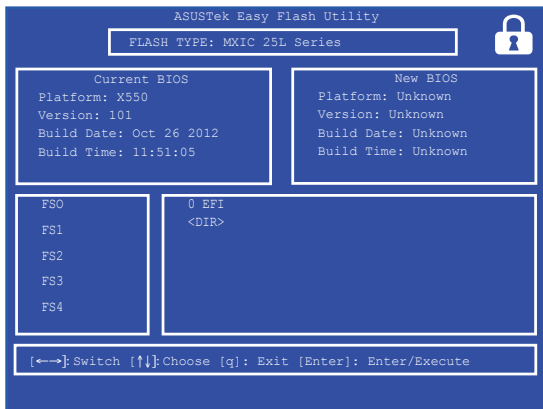 ASUSTek Easy Flash Utility
FLASH TYPE: MXIC 25L Series
Current BIOS
Platform: X550
Version: 101
Build Date: Oct 26 2012
Build Time: 11:51:05
New BIOS
Platform: Unknown
Version: Unknown
Build Date: Unknown
Build Time: Unknown
FSO
FS1
FS2
FS3
FS4
0 EFI
<DIR>
[←→]: Switch [↑↓]: Choose [q]: Exit [Enter]: Enter/Execute